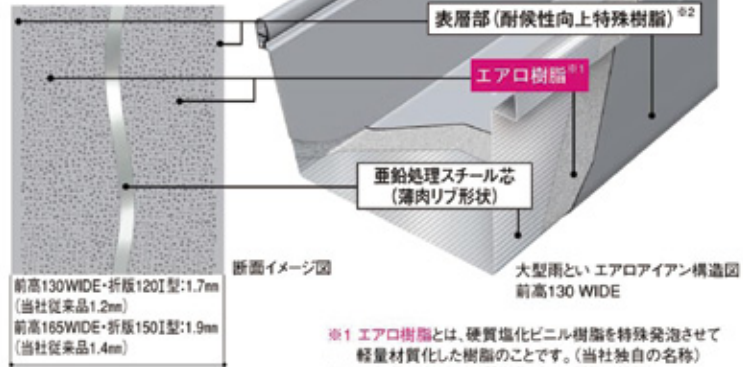 表層部(耐候性向上特殊樹脂)※2
エアロ樹脂※1
亜鉛処理スチール芯
(薄肉リブ形状)
断面イメージ図
大型雨とい エアロアイアン構造図
前高130 WIDE
前高130WIDE・折版120I型:1.7㎜
(当社従来品1.2㎜)
前高165WIDE・折版150I型:1.9㎜
(当社従来品1.4㎜)
※1 エアロ樹脂とは、硬質塩化ビニル樹脂を特殊発泡させて
軽量材質化した樹脂のことです。(当社独自の名称)